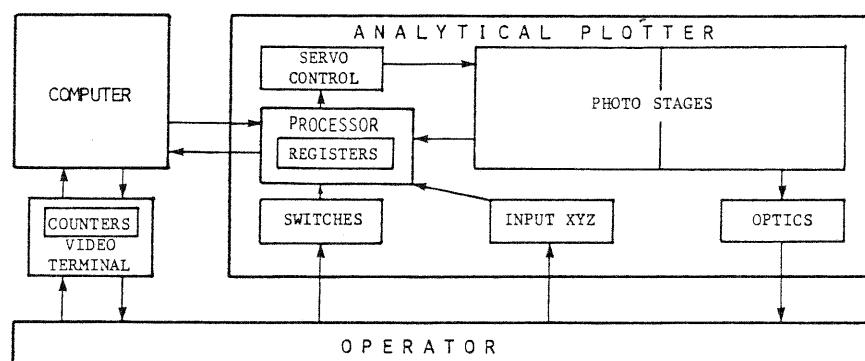 ANALYTICAL PLOTTER
SERVO
CONTROL
COMPUTER
PHOTO STAGES
PROCESSOR
REGISTERS
COUNTERS
VIDEO
TERMINAL
SWITCHES
INPUT XYZ
OPTICS
OPERATOR